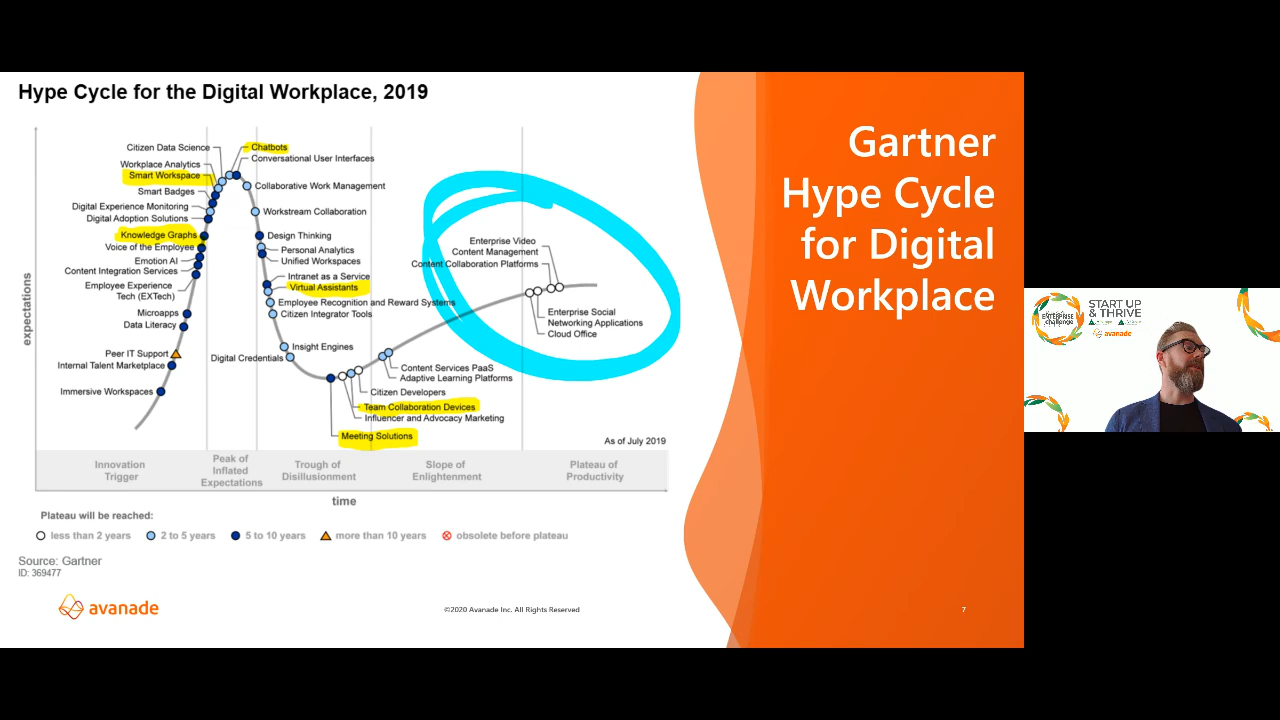 Hype Cycle for the Digital Workplace, 2019
expectations
Citizen Data Science
Workplace Analytics
Smart Workspace
Smart Badges
Digital Experience Monitoring
Digital Adoption Solutions
Knowledge Graphs
Voice of the Employee
Emotion AI
Content Integration Services
Employee Experience
Tech (EXTech)
Microapps
Data Literacy
Peer IT Support
Internal Talent Marketplace
Immersive Workspaces
Chatbots
Conversational User Interfaces
Collaborative Work Management
Workstream Collaboration
Design Thinking
Personal Analytics
Unified Workspaces
Intranet as a Service
Virtual Assistants
Employee Recognition and Reward Systems
Citizen Integrator Tools
Insight Engines
Digital Credentials
Content Services PaaS
Adaptive Learning Platforms
Citizen Developers
Team Collaboration Devices
Influencer and Advocacy Marketing
Meeting Solutions
Enterprise Video
Content Management
Content Collaboration Platforms
Enterprise Social
Networking Applications
Cloud Office
As of July 2019
Innovation
Trigger
Peak of
Inflated
Expectations
Trough of
Disillusionment
Slope of
Enlightenment
Plateau of
Productivity
time
Plateau will be reached:
less than 2 years
2 to 5 years
5 to 10 years
more than 10 years
obsolete before plateau
Source: Gartner
ID: 369477
avanade
©2020 Avanade Inc. All Rights Reserved
7
Gartner
Hype Cycle
for Digital
Workplace
ENTERPRISE
challenge
START UP
& THRIVE
avanade